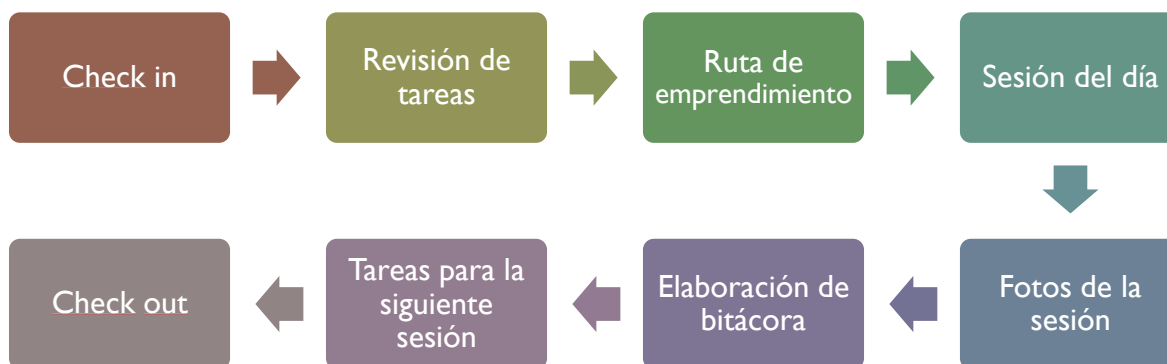 Check in
Revisión de
tareas
Ruta de
emprendimiento
Sesión del día
Fotos de la
sesión
Elaboración de
bitácora
Tareas para la
siguiente
sesión
Check out